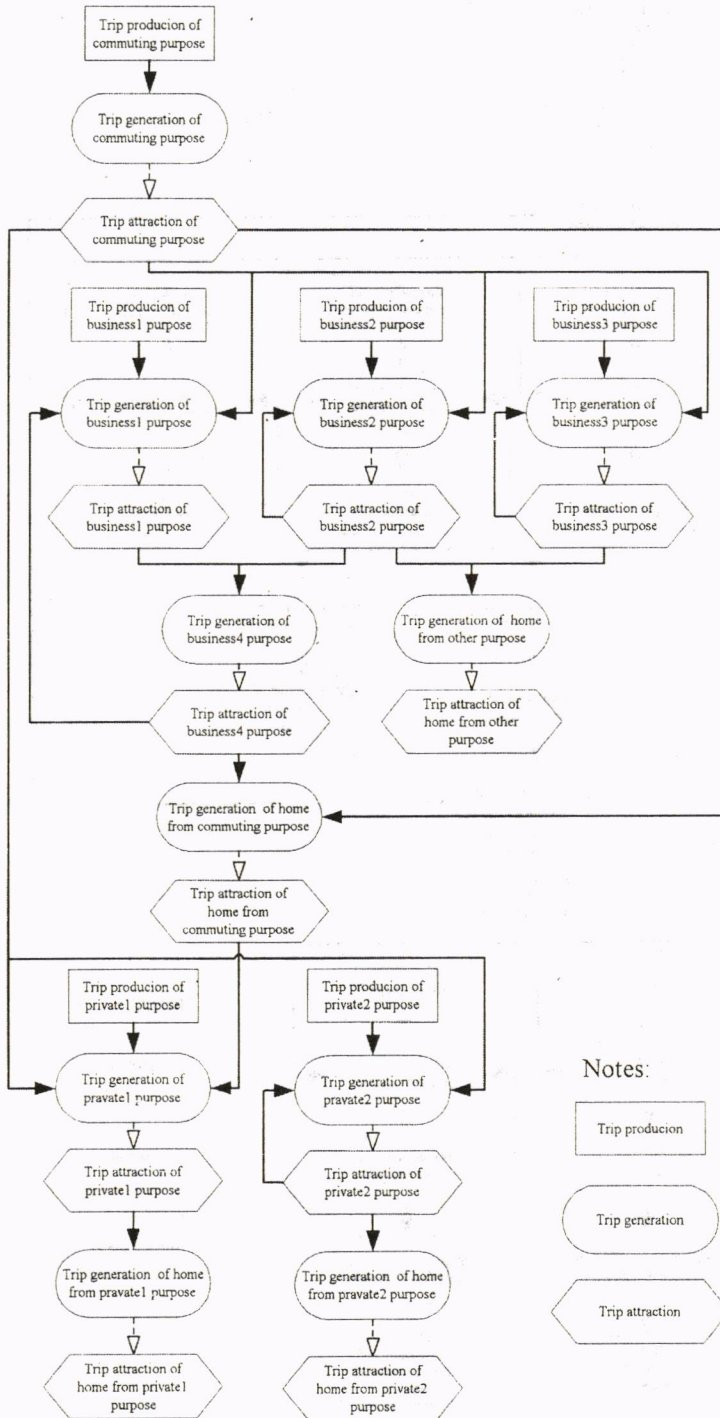 Trip producion of
commuting purpose
Trip generation of
commuting purpose
Trip attraction of
commuting purpose
Trip producion of
business1 purpose
Trip producion of
business2 purpose
Trip producion of
business3 purpose
Trip generation of
business1 purpose
Trip generation of
business2 purpose
Trip generation of
business3 purpose
Trip attraction of
business1 purpose
Trip attraction of
business2 purpose
Trip attraction of
business3 purpose
Trip generation of
business4 purpose
Trip generation of home
from other purpose
Trip attraction of
business4 purpose
Trip attraction of
home from other
purpose
Trip generation of home
from commuting purpose
Trip attraction of
home from
commuting purpose
Trip producion of
private1 purpose
Trip producion of
private2 purpose
Trip generation of
pravate1 purpose
Trip generation of
pravate2 purpose
Trip attraction of
private1 purpose
Trip attraction of
private2 purpose
Trip generation of home
from pravate1 purpose
Trip generation of home
from pravate2 purpose
Trip attraction of
home from private1
purpose
Trip attraction of
home from private2
purpose
Notes:
Trip producion
Trip generation
Trip attraction